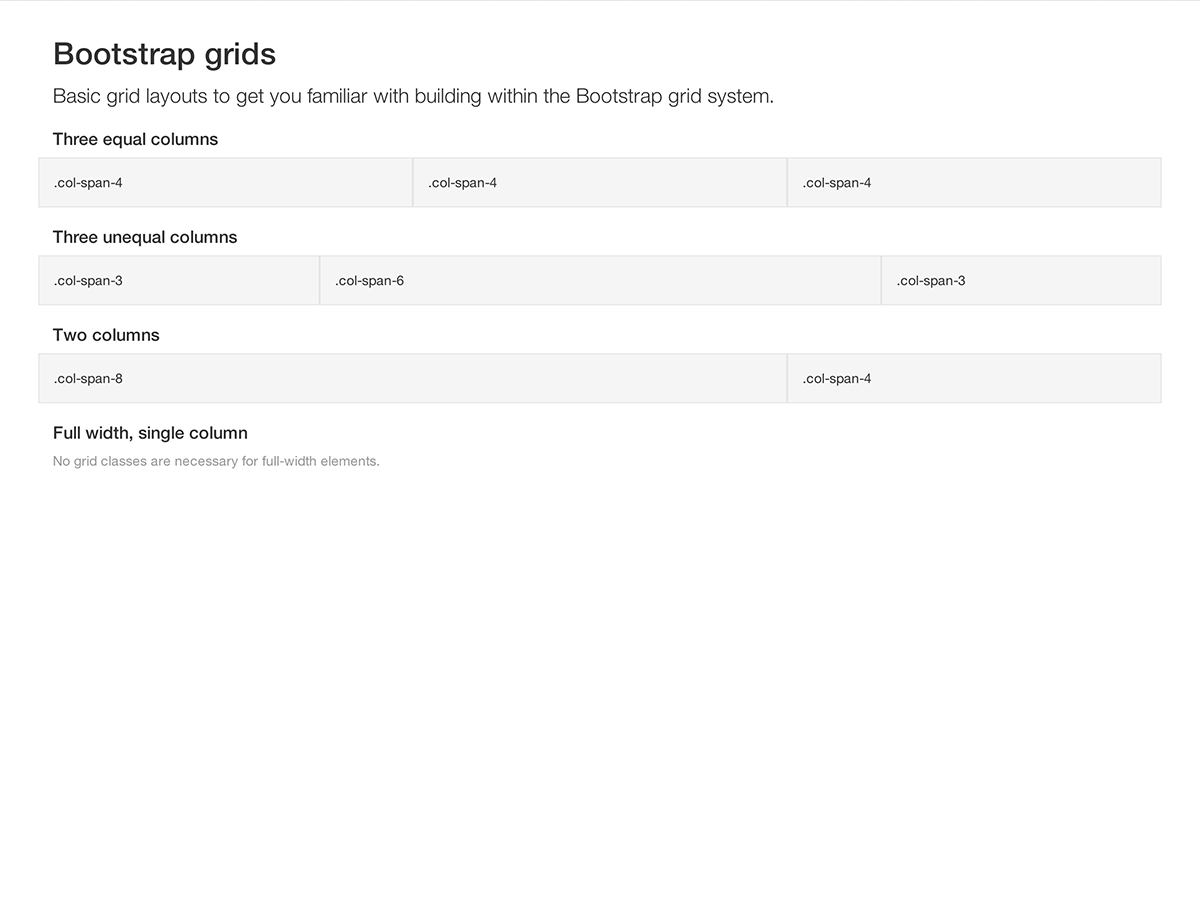 Bootstrap grids
Basic grid layouts to get you familiar with building within the Bootstrap grid system.
Three equal columns
.col-span-4 .col-span-4 .col-span-4
Three unequal columns
.col-span-3 .col-span-6 .col-span-3
Two columns
.col-span-8 .col-span-4
Full width, single column
No grid classes are necessary for full-width elements.